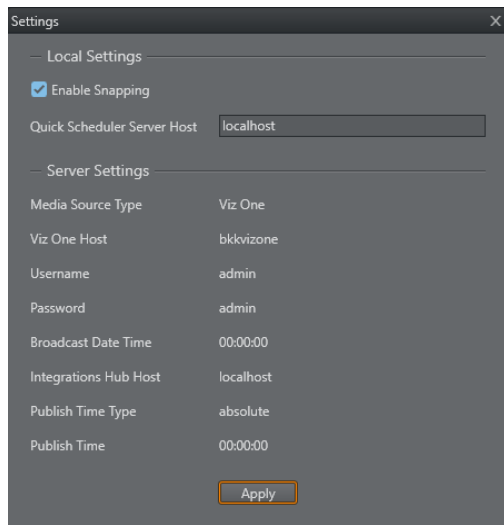 Settings X
Local Settings
Enable Snapping
Quick Scheduler Server Host localhost
Server Settings
Media Source Type Viz One
Viz One Host bkkvizone
Username admin
Password admin
Broadcast Date Time 00:00:00
Integrations Hub Host localhost
Publish Time Type absolute
Publish Time 00:00:00
Apply